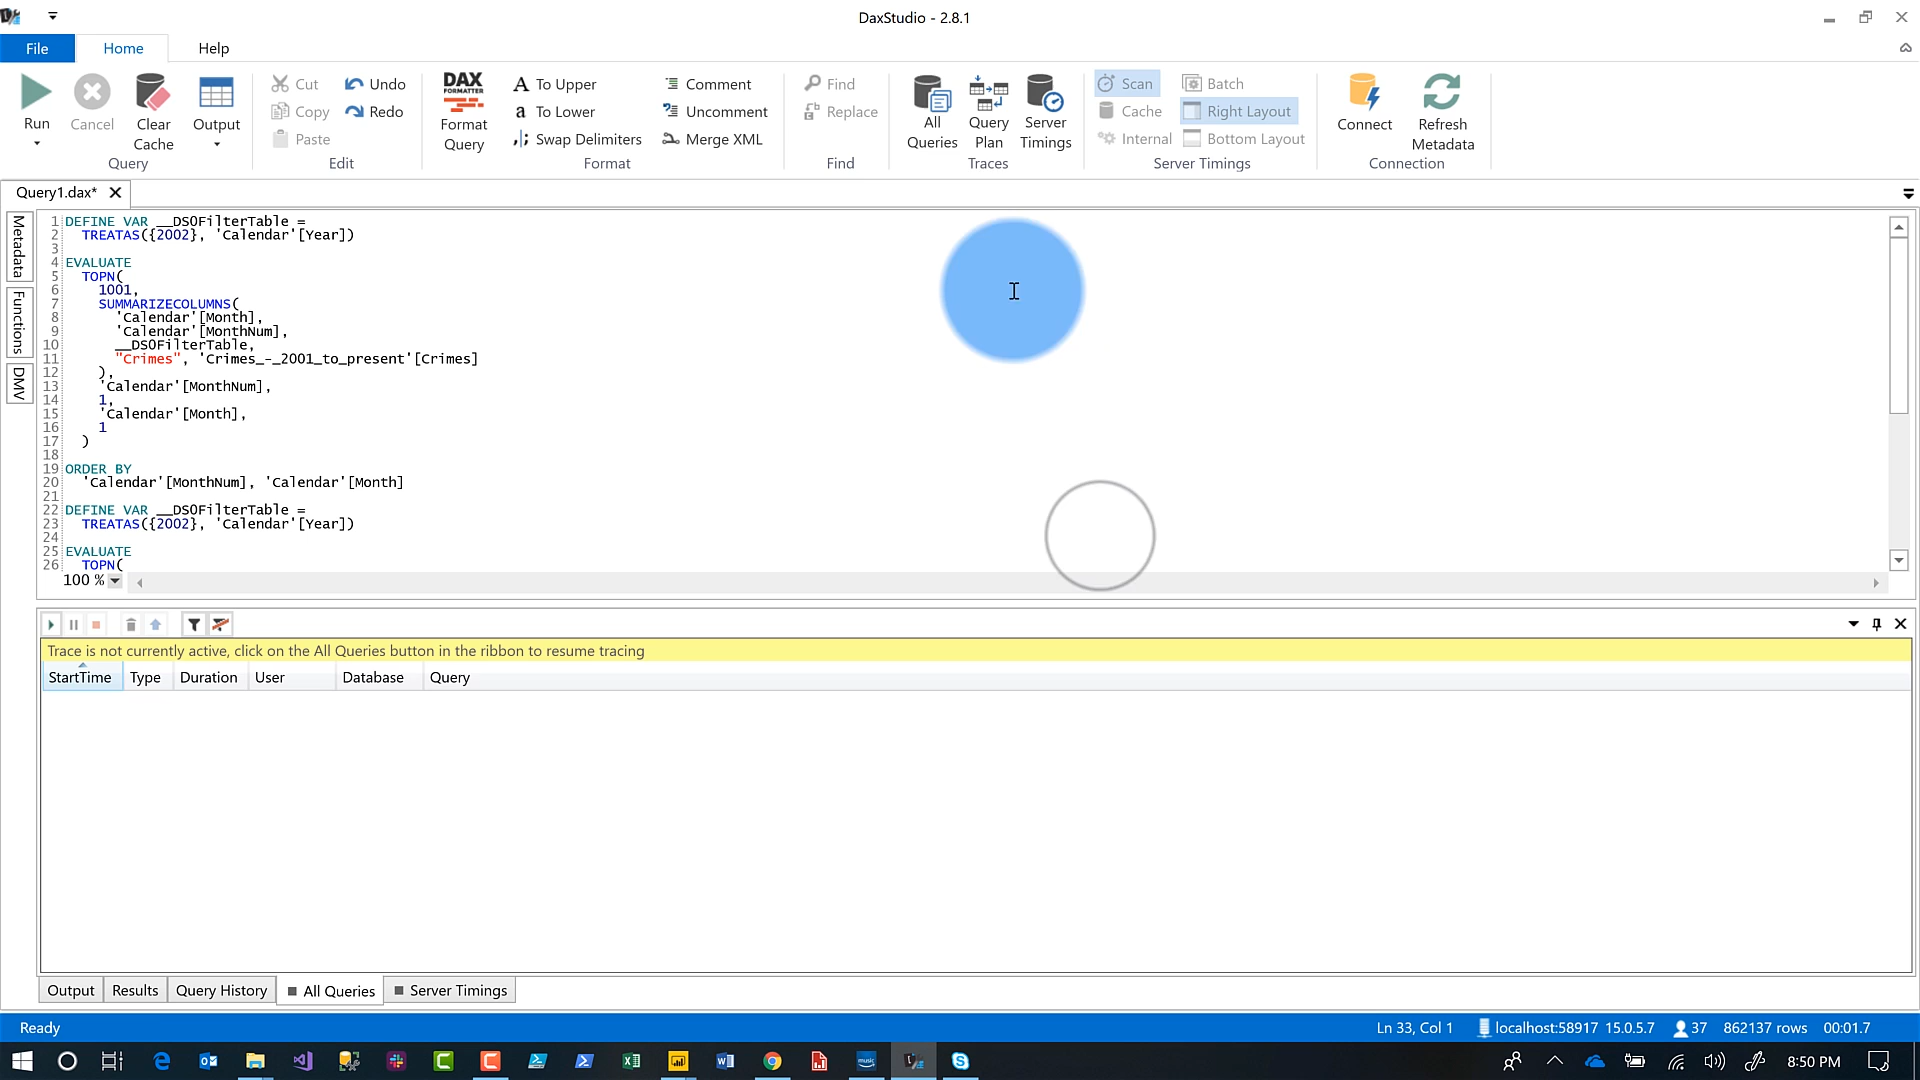 DaxStudio - 2.8.1
File Home Help
Run
Cancel
Clear Cache
Output
Query
Cut
Copy
Paste
Undo
Redo
Edit
DAX FORMATTER
Format Query
To Upper
To Lower
Swap Delimiters
Comment
Uncomment
Merge XML
Format
Find
Replace
Find
All Queries
Query Plan
Server Timings
Traces
Scan
Cache
Internal
Batch
Right Layout
Bottom Layout
Server Timings
Connect
Refresh Metadata
Connection
Query1.dax*
Metadata
Functions
DMV
1 DEFINE VAR __DS0FilterTable =
2 TREATAS({2002}, 'Calendar'[Year])
3
4 EVALUATE
5 TOPN(
6 1001,
7 SUMMARIZECOLUMNS(
8 'Calendar'[Month],
9 'Calendar'[MonthNum],
10 __DS0FilterTable,
11 "Crimes", 'Crimes_-_2001_to_present'[Crimes]
12 ),
13 'Calendar'[MonthNum],
14 1,
15 'Calendar'[Month],
16 1
17 )
18
19 ORDER BY
20 'Calendar'[MonthNum], 'Calendar'[Month]
21
22 DEFINE VAR __DS0FilterTable =
23 TREATAS({2002}, 'Calendar'[Year])
24
25 EVALUATE
26 TOPN(
100 %
Trace is not currently active, click on the All Queries button in the ribbon to resume tracing
StartTime Type Duration User Database Query
Output Results Query History All Queries Server Timings
Ready Ln 33, Col 1 localhost:58917 15.0.5.7 37 862137 rows 00:01.7
music
8:50 PM